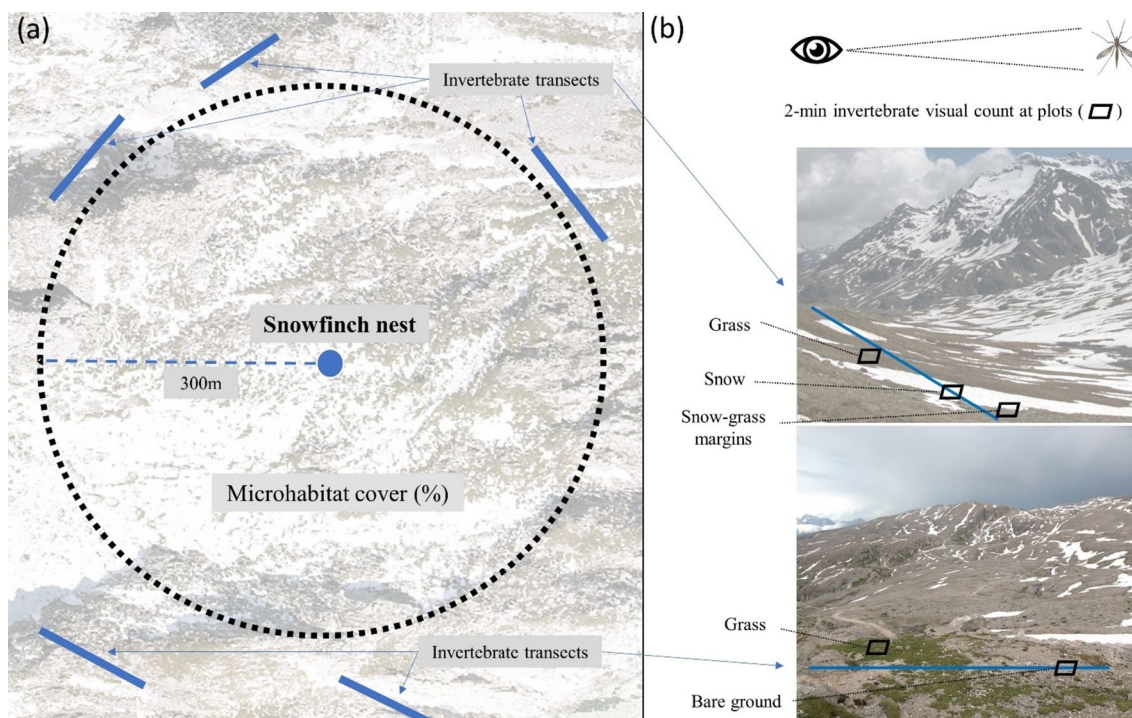 (a)
Invertebrate transects
Snowfinch nest
300m
Microhabitat cover (%)
Invertebrate transects
(b)
2-min invertebrate visual count at plots ( )
Grass
Snow
Snow-grass
margins
Grass
Bare ground